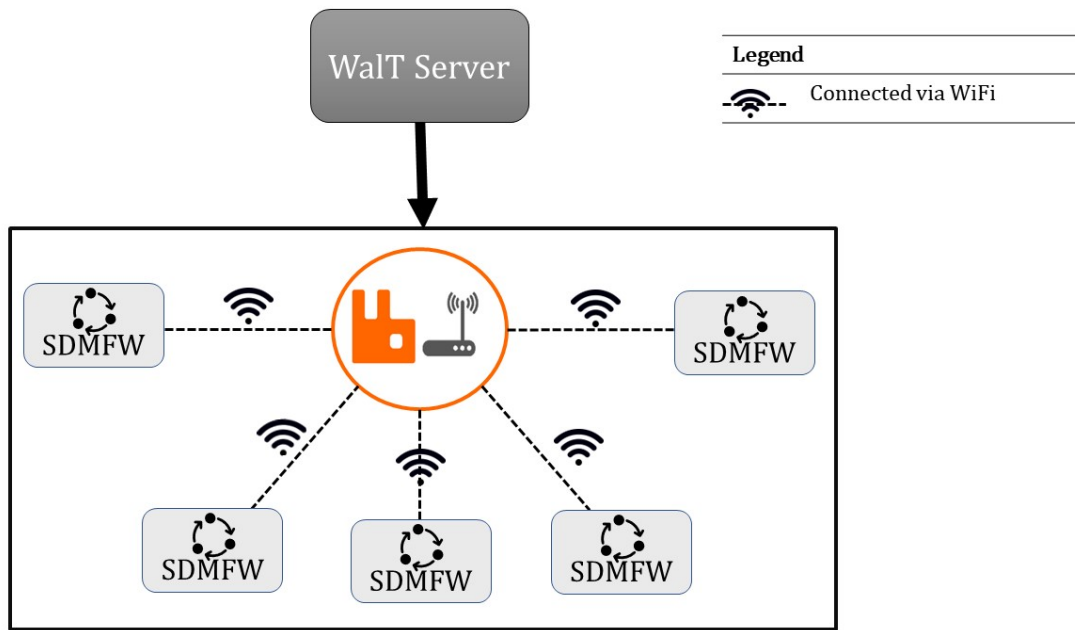 WalT Server
Legend
Connected via WiFi
SDMFW
SDMFW
SDMFW
SDMFW
SDMFW